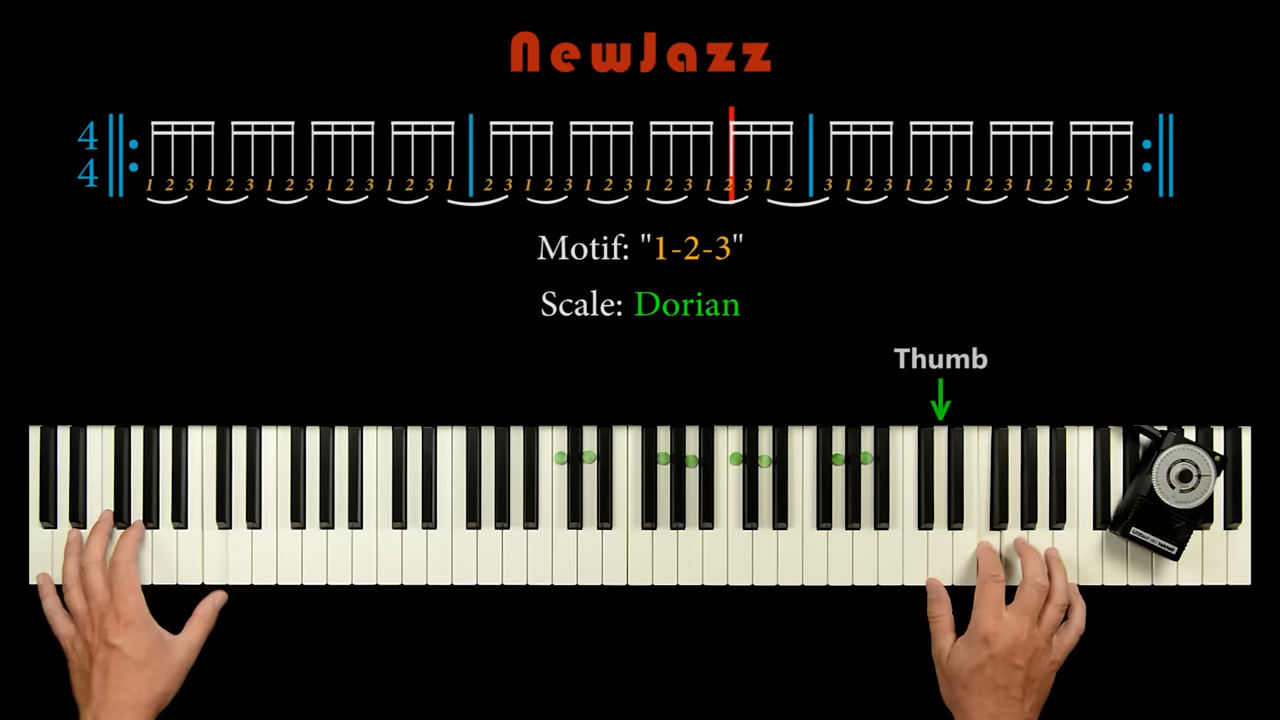 NewJazz
4
4
1 2 3 1 2 3 1 2 3 1 2 3 1 2 3 1 2 3 1 2 3 1 2 3 1 2 3 1 2 3 1 2 3 1 2 3 1 2 3 1 2 3 1 2 3 1 2 3
Motif: "1-2-3"
Scale: Dorian
Thumb